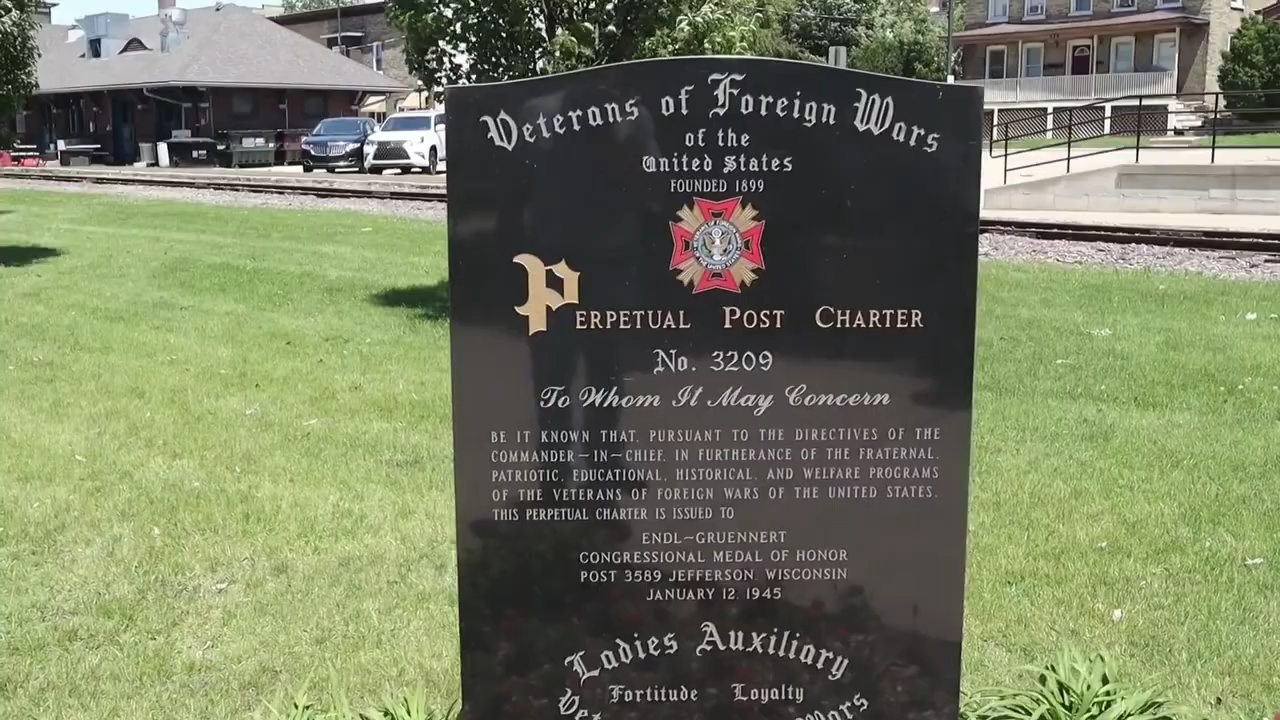 Veterans of Foreign Wars
of the
United States
FOUNDED 1899
PERPETUAL POST CHARTER
No. 3209
To Whom It May Concern
BE IT KNOWN THAT, PURSUANT TO THE DIRECTIVES OF THE
COMMANDER-IN-CHIEF, IN FURTHERANCE OF THE FRATERNAL,
PATRIOTIC, EDUCATIONAL, HISTORICAL, AND WELFARE PROGRAMS
OF THE VETERANS OF FOREIGN WARS OF THE UNITED STATES,
THIS PERPETUAL CHARTER IS ISSUED TO
ENDL-GRUENNERT
CONGRESSIONAL MEDAL OF HONOR
POST 3589 JEFFERSON, WISCONSIN
JANUARY 12, 1945
Ladies Auxiliary
Fortitude Loyalty
Wars